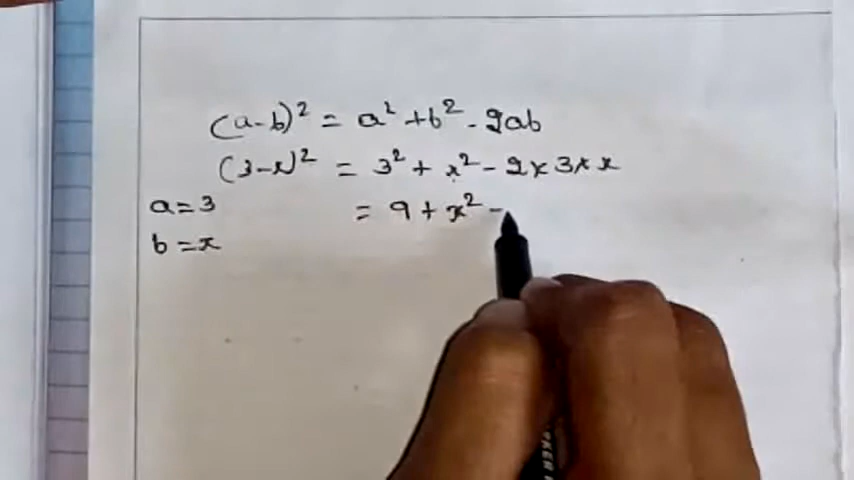 (a-b)² = a² + b² - 2ab
(3-x)² = 3² + x² - 2 × 3 × x
a = 3 = 9 + x² -
b = x